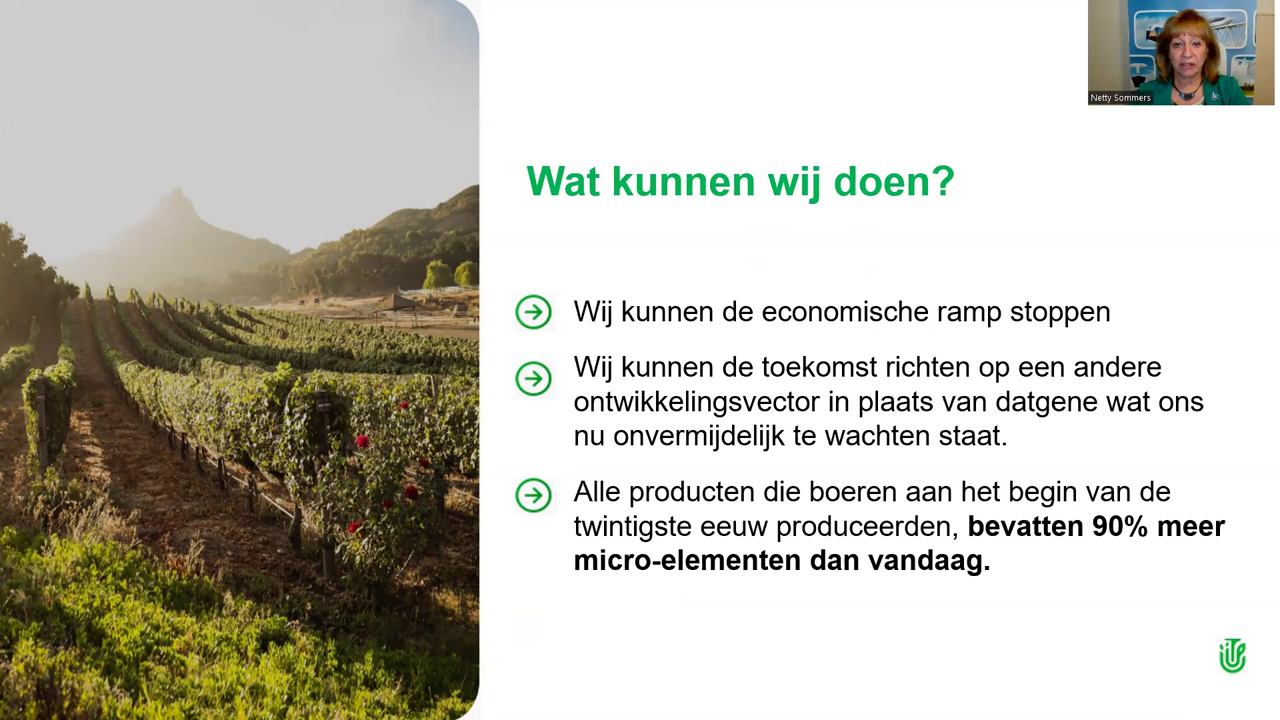 Netty Sommers
Wat kunnen wij doen?
Wij kunnen de economische ramp stoppen
Wij kunnen de toekomst richten op een andere
ontwikkelingsvector in plaats van datgene wat ons
nu onvermijdelijk te wachten staat.
Alle producten die boeren aan het begin van de
twintigste eeuw produceerden, bevatten 90% meer
micro-elementen dan vandaag.